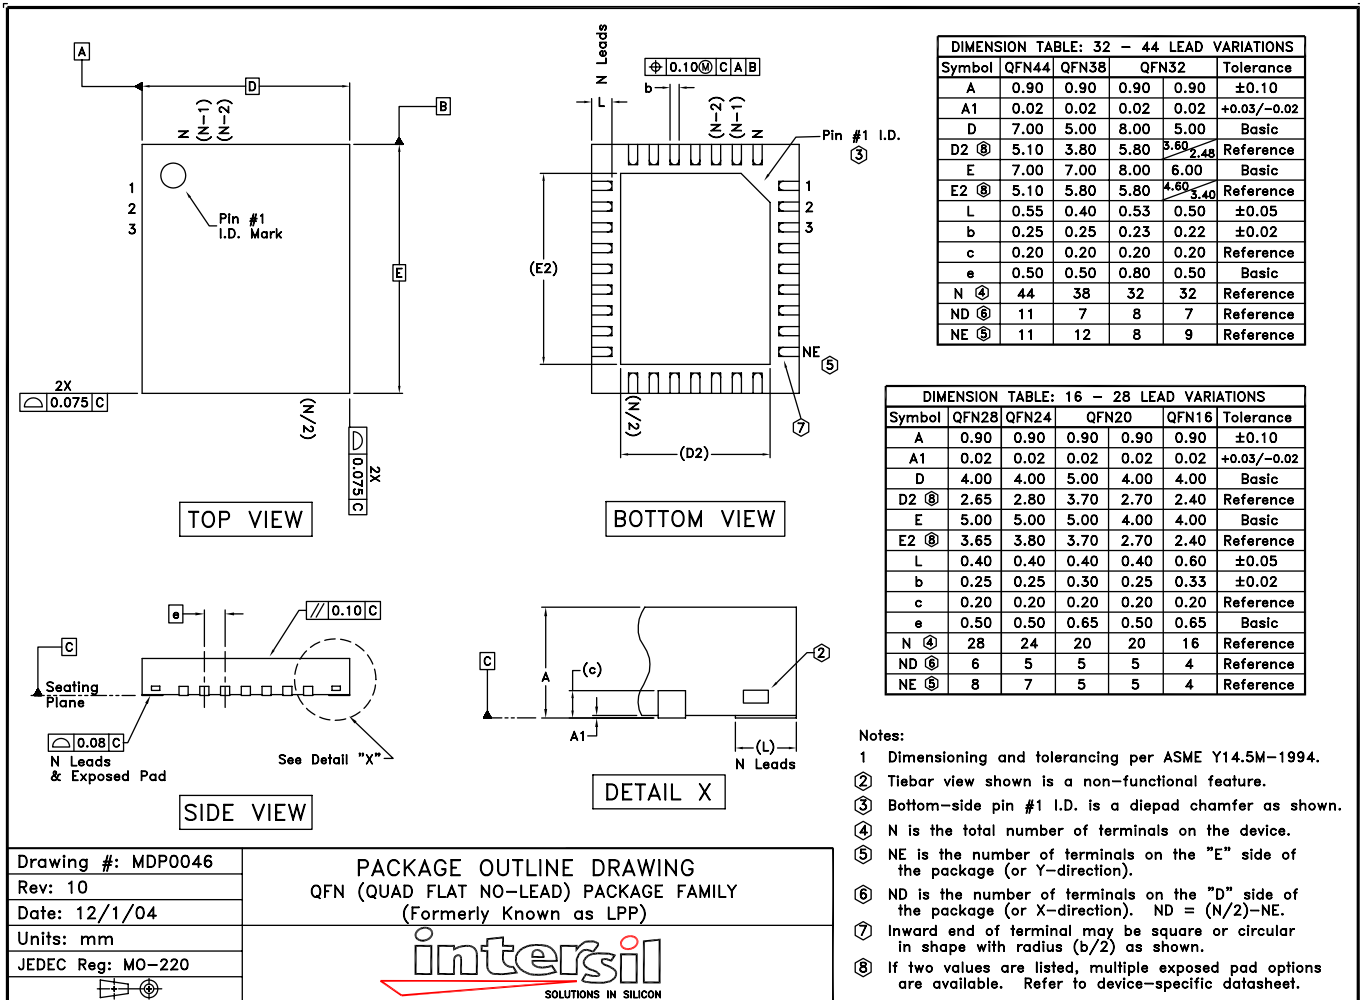 A
D
N
(N-1)
(N-2)
B
1
2
3
Pin #1
I.D. Mark
E
2X
0.075 C
(N/2)
2X
0.075 C
TOP VIEW
N Leads
L
b
0.10 Ⓜ C A B
(N-2)
(N-1)
N
Pin #1 I.D.
3
1
2
3
(E2)
NE
5
(N/2)
7
(D2)
BOTTOM VIEW
e
// 0.10 C
C
Seating
Plane
0.08 C
N Leads
& Exposed Pad
See Detail "X"
SIDE VIEW
C
A
(c)
A1
2
(L)
N Leads
DETAIL X
DIMENSION TABLE: 32 - 44 LEAD VARIATIONS
Symbol QFN44 QFN38 QFN32 Tolerance
A 0.90 0.90 0.90 0.90 ±0.10
A1 0.02 0.02 0.02 0.02 +0.03/-0.02
D 7.00 5.00 8.00 5.00 Basic
D2 8 5.10 3.80 5.80 3.60/2.48 Reference
E 7.00 7.00 8.00 6.00 Basic
E2 8 5.10 5.80 5.80 4.60/3.40 Reference
L 0.55 0.40 0.53 0.50 ±0.05
b 0.25 0.25 0.23 0.22 ±0.02
c 0.20 0.20 0.20 0.20 Reference
e 0.50 0.50 0.80 0.50 Basic
N 4 44 38 32 32 Reference
ND 6 11 7 8 7 Reference
NE 5 11 12 8 9 Reference
DIMENSION TABLE: 16 - 28 LEAD VARIATIONS
Symbol QFN28 QFN24 QFN20 QFN16 Tolerance
A 0.90 0.90 0.90 0.90 0.90 ±0.10
A1 0.02 0.02 0.02 0.02 0.02 +0.03/-0.02
D 4.00 4.00 5.00 4.00 4.00 Basic
D2 8 2.65 2.80 3.70 2.70 2.40 Reference
E 5.00 5.00 5.00 4.00 4.00 Basic
E2 8 3.65 3.80 3.70 2.70 2.40 Reference
L 0.40 0.40 0.40 0.40 0.60 ±0.05
b 0.25 0.25 0.30 0.25 0.33 ±0.02
c 0.20 0.20 0.20 0.20 0.20 Reference
e 0.50 0.50 0.65 0.50 0.65 Basic
N 4 28 24 20 20 16 Reference
ND 6 6 5 5 5 4 Reference
NE 5 8 7 5 5 4 Reference
Notes:
1 Dimensioning and tolerancing per ASME Y14.5M-1994.
2 Tiebar view shown is a non-functional feature.
3 Bottom-side pin #1 I.D. is a diepad chamfer as shown.
4 N is the total number of terminals on the device.
5 NE is the number of terminals on the "E" side of
the package (or Y-direction).
6 ND is the number of terminals on the "D" side of
the package (or X-direction). ND = (N/2)-NE.
7 Inward end of terminal may be square or circular
in shape with radius (b/2) as shown.
8 If two values are listed, multiple exposed pad options
are available. Refer to device-specific datasheet.
Drawing #: MDP0046
Rev: 10
Date: 12/1/04
Units: mm
JEDEC Reg: MO-220
PACKAGE OUTLINE DRAWING
QFN (QUAD FLAT NO-LEAD) PACKAGE FAMILY
(Formerly Known as LPP)
intersil
SOLUTIONS IN SILICON